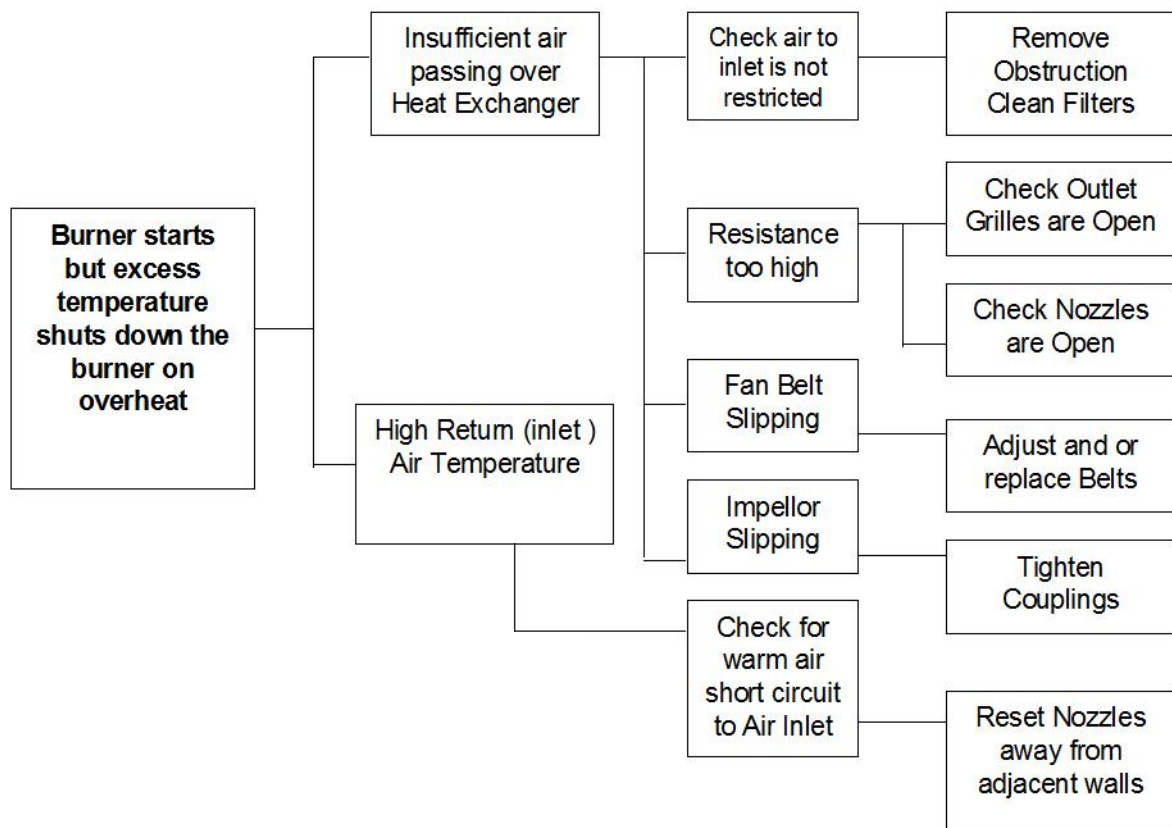 Burner starts
but excess
temperature
shuts down the
burner on
overheat
Insufficient air
passing over
Heat Exchanger
High Return (inlet )
Air Temperature
Check air to
inlet is not
restricted
Resistance
too high
Fan Belt
Slipping
Impellor
Slipping
Check for
warm air
short circuit
to Air Inlet
Remove
Obstruction
Clean Filters
Check Outlet
Grilles are Open
Check Nozzles
are Open
Adjust and or
replace Belts
Tighten
Couplings
Reset Nozzles
away from
adjacent walls